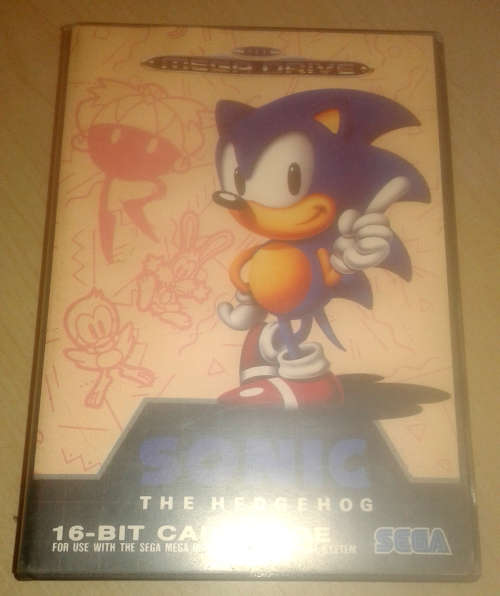 MEGA DRIVE
SONIC
THE HEDGEHOG
16-BIT
FOR USE WITH THE SEGA MEGA SYSTEM
SEGA